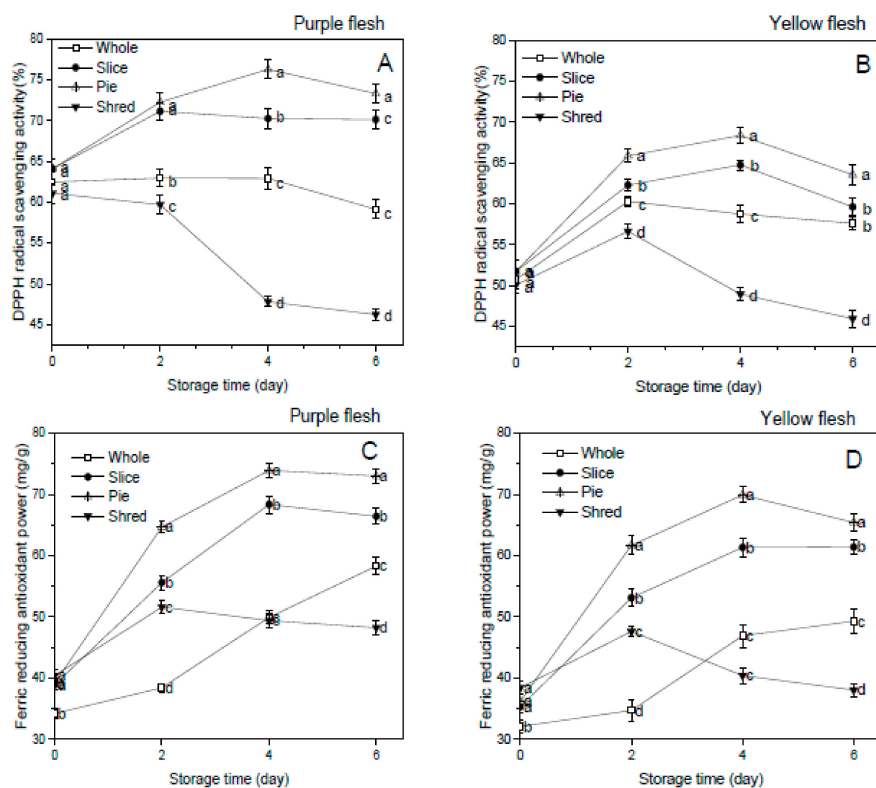 Purple flesh
A
Whole
Slice
Pie
Shred
DPPH radical scavenging activity(%)
80
75
70
65
60
55
50
45
a
a
a
a
a
a
b
c
a
b
c
d
a
c
c
d
0
2
4
6
Storage time (day)
Yellow flesh
B
Whole
Slice
Pie
Shred
DPPH radical scavenging activity(%)
80
75
70
65
60
55
50
45
a
a
a
a
a
b
c
d
a
b
c
d
a
b
b
d
0
2
4
6
Storage time (day)
Purple flesh
C
Whole
Slice
Pie
Shred
Ferric reducing antioxidant power (mg/g)
80
70
60
50
40
30
a
a
a
b
a
b
c
d
a
b
a
b
c
d
0
2
4
6
Storage time (day)
Yellow flesh
D
Whole
Slice
Pie
Shred
Ferric reducing antioxidant power (mg/g)
80
70
60
50
40
30
a
a
a
b
a
b
c
d
a
b
c
c
a
b
c
d
0
2
4
6
Storage time (day)